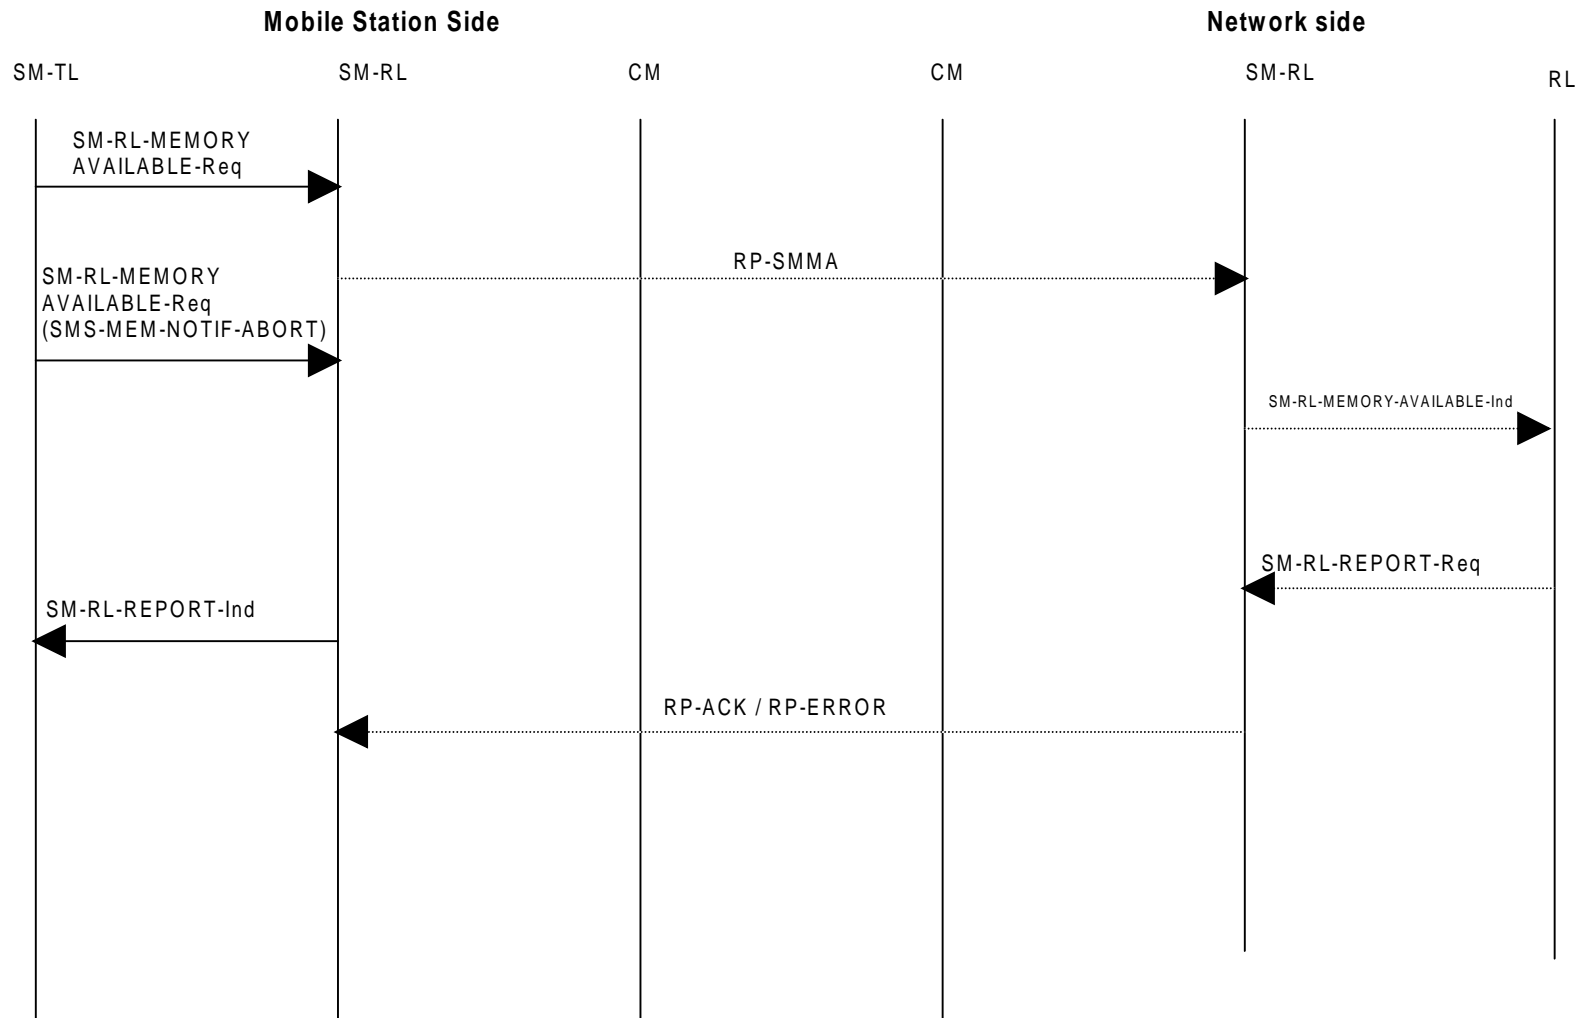 Mobile Station Side
Network side
SM-TL
SM-RL
CM
CM
SM-RL
RL
SM-RL-MEMORY
AVAILABLE-Req
RP-SMMA
SM-RL-MEMORY
AVAILABLE-Req
(SMS-MEM-NOTIF-ABORT)
SM-RL-MEMORY-AVAILABLE-Ind
SM-RL-REPORT-Req
SM-RL-REPORT-Ind
RP-ACK / RP-ERROR